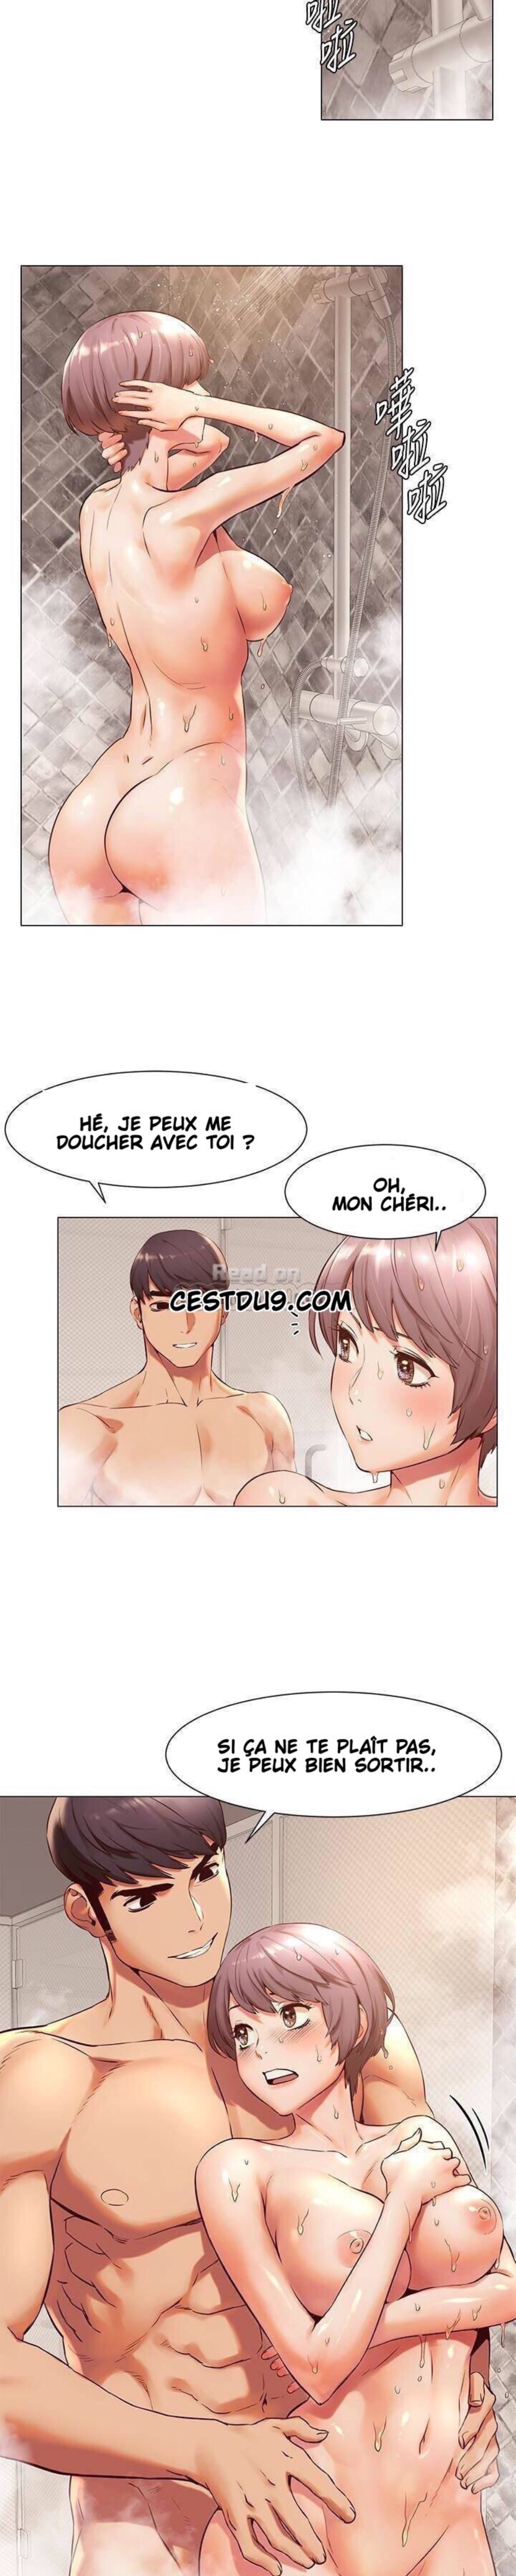 啦
啦
嘩
啦
啦
HÉ, JE PEUX ME
DOUCHER AVEC TOI ?
OH,
MON CHÉRI..
Read on
CESTDU9.COM
SI ÇA NE TE PLAÎT PAS,
JE PEUX BIEN SORTIR..